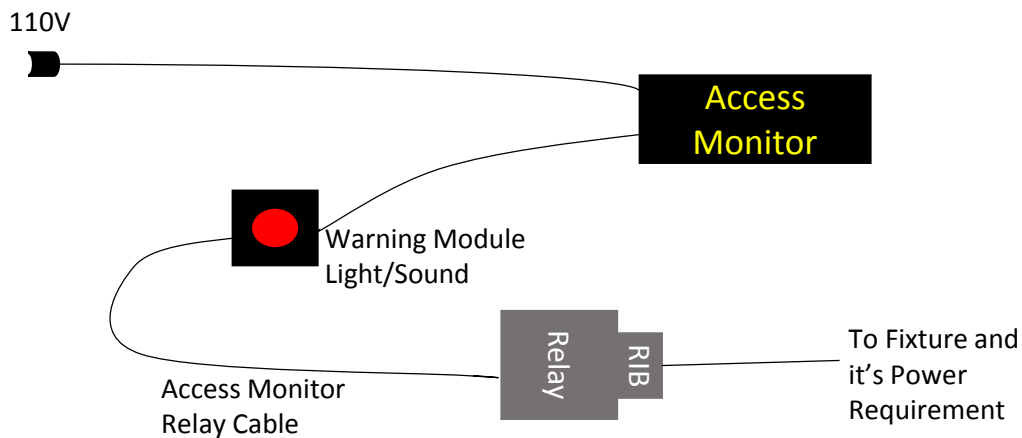 110V
Access
Monitor
Warning Module
Light/Sound
Relay
RIB
To Fixture and
it’s Power
Requirement
Access Monitor
Relay Cable